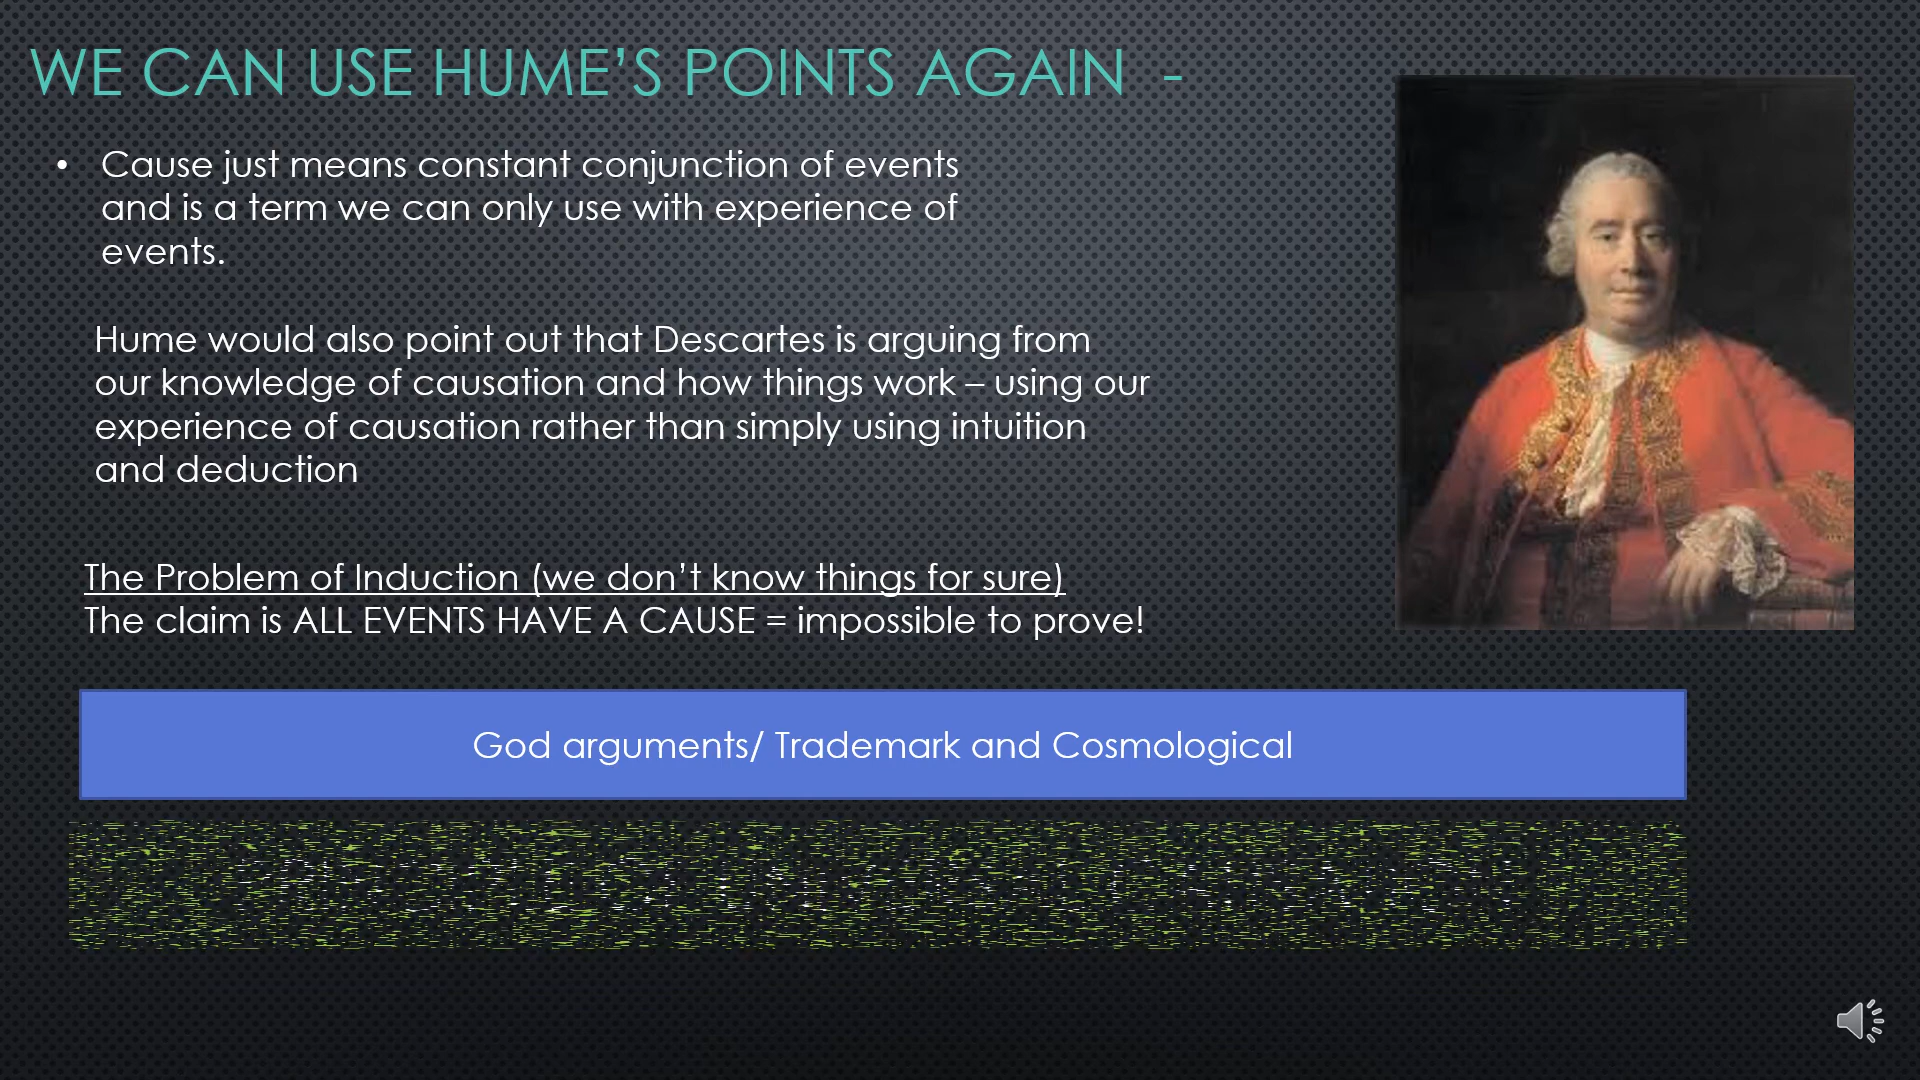 WE CAN USE HUME’S POINTS AGAIN -
• Cause just means constant conjunction of events
and is a term we can only use with experience of
events.
Hume would also point out that Descartes is arguing from
our knowledge of causation and how things work – using our
experience of causation rather than simply using intuition
and deduction
The Problem of Induction (we don’t know things for sure)
The claim is ALL EVENTS HAVE A CAUSE = impossible to prove!
God arguments/ Trademark and Cosmological